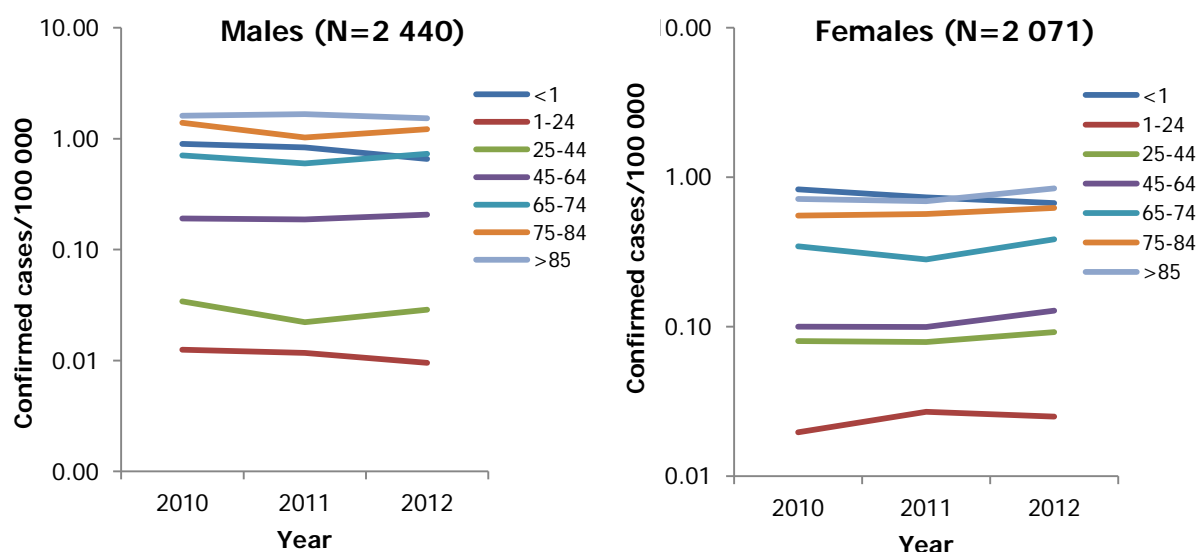 Males (N=2 440)
10.00
1.00
0.10
0.01
0.00
Confirmed cases/100 000
2010 2011 2012
Year
<1
1-24
25-44
45-64
65-74
75-84
>85
Females (N=2 071)
0.00
1.00
0.10
0.01
Confirmed cases/100 000
2010 2011 2012
Year
<1
1-24
25-44
45-64
65-74
75-84
>85